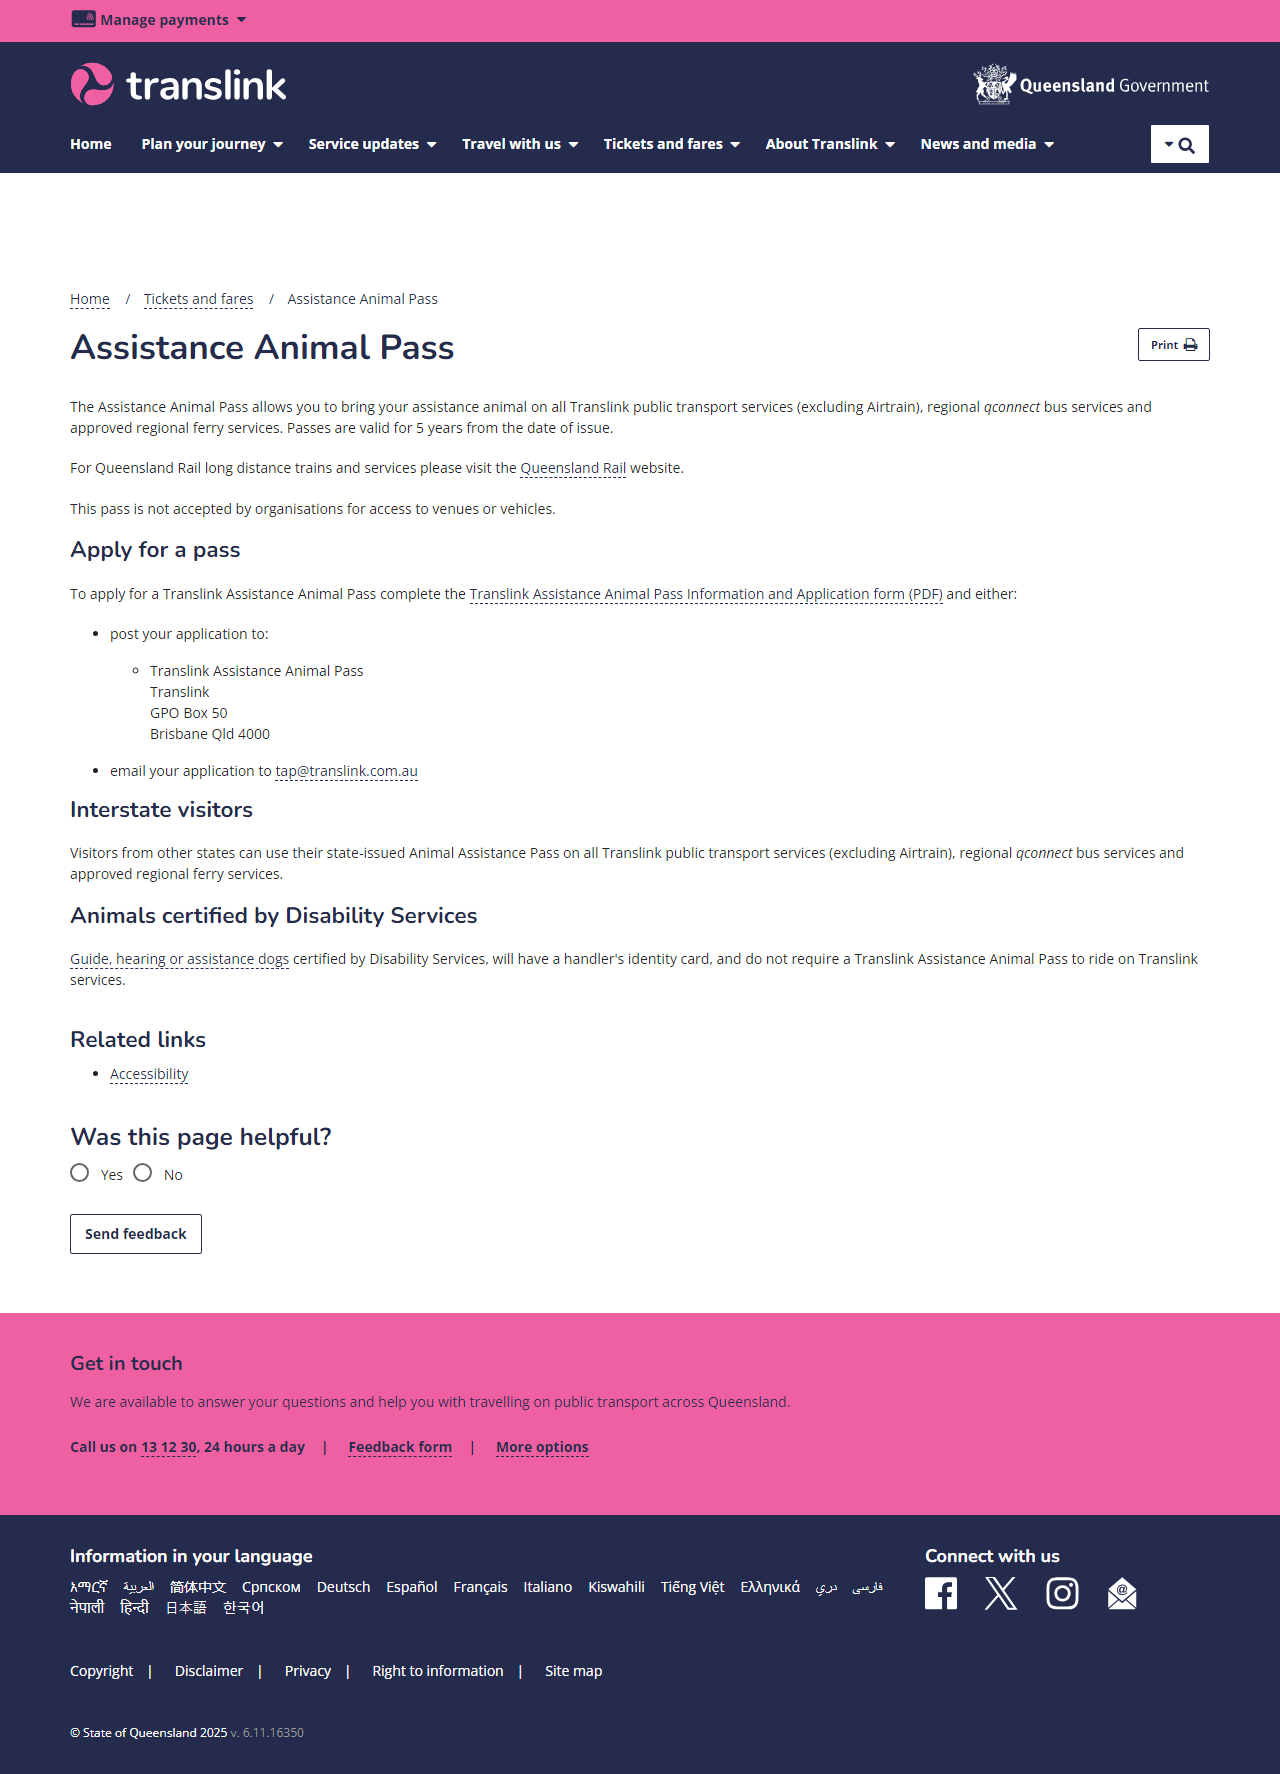 Manage payments
translink
Queensland Government
Home Plan your journey Service updates Travel with us Tickets and fares About Translink News and media
Home / Tickets and fares / Assistance Animal Pass
Assistance Animal Pass
Print
The Assistance Animal Pass allows you to bring your assistance animal on all Translink public transport services (excluding Airtrain), regional qconnect bus services and
approved regional ferry services. Passes are valid for 5 years from the date of issue.
For Queensland Rail long distance trains and services please visit the Queensland Rail website.
This pass is not accepted by organisations for access to venues or vehicles.
Apply for a pass
To apply for a Translink Assistance Animal Pass complete the Translink Assistance Animal Pass Information and Application form (PDF) and either:
post your application to:
Translink Assistance Animal Pass
Translink
GPO Box 50
Brisbane Qld 4000
email your application to tap@translink.com.au
Interstate visitors
Visitors from other states can use their state-issued Animal Assistance Pass on all Translink public transport services (excluding Airtrain), regional qconnect bus services and
approved regional ferry services.
Animals certified by Disability Services
Guide, hearing or assistance dogs certified by Disability Services, will have a handler's identity card, and do not require a Translink Assistance Animal Pass to ride on Translink
services.
Related links
Accessibility
Was this page helpful?
Yes No
Send feedback
Get in touch
We are available to answer your questions and help you with travelling on public transport across Queensland.
Call us on 13 12 30, 24 hours a day | Feedback form | More options
Information in your language
አማርኛ العربية 简体中文 Српском Deutsch Español Français Italiano Kiswahili Tiếng Việt Ελληνικά دري فارسی
नेपाली हिन्दी 日本語 한국어
Connect with us
Copyright | Disclaimer | Privacy | Right to information | Site map
© State of Queensland 2025 v. 6.11.16350